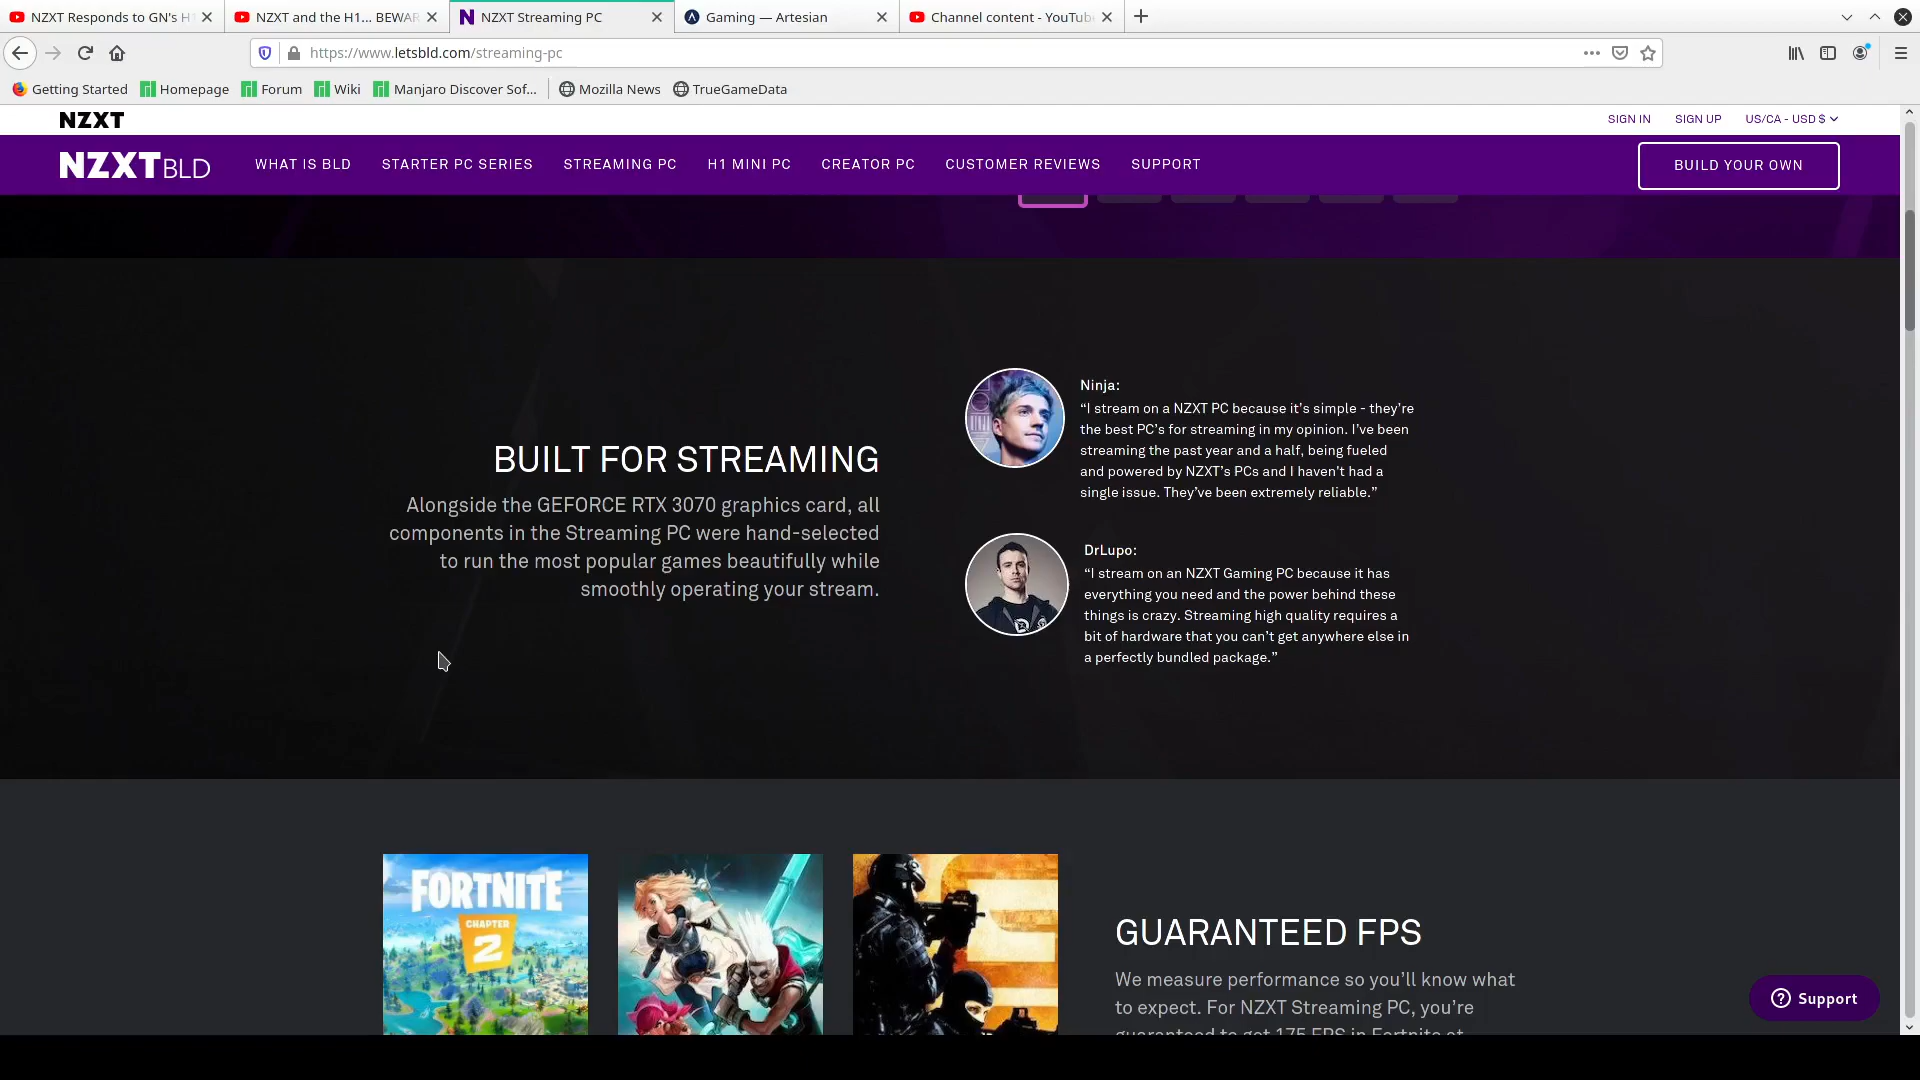 NZXT Responds to GN's H
NZXT and the H1... BEWAR
NZXT Streaming PC
Gaming — Artesian
Channel content - YouTub
https://www.letsbld.com/streaming-pc
Getting Started
Homepage
Forum
Wiki
Manjaro Discover Sof...
Mozilla News
TrueGameData
NZXT
SIGN IN
SIGN UP
US/CA - USD $
NZXT BLD
WHAT IS BLD
STARTER PC SERIES
STREAMING PC
H1 MINI PC
CREATOR PC
CUSTOMER REVIEWS
SUPPORT
BUILD YOUR OWN
BUILT FOR STREAMING
Alongside the GEFORCE RTX 3070 graphics card, all
components in the Streaming PC were hand-selected
to run the most popular games beautifully while
smoothly operating your stream.
Ninja:
“I stream on a NZXT PC because it’s simple - they’re
the best PC’s for streaming in my opinion. I’ve been
streaming the past year and a half, being fueled
and powered by NZXT’s PCs and I haven't had a
single issue. They’ve been extremely reliable.”
DrLupo:
“I stream on an NZXT Gaming PC because it has
everything you need and the power behind these
things is crazy. Streaming high quality requires a
bit of hardware that you can’t get anywhere else in
a perfectly bundled package.”
FORTNITE
CHAPTER
2
GUARANTEED FPS
We measure performance so you’ll know what
to expect. For NZXT Streaming PC, you’re
guaranteed to get 175 FPS in Fortnite at
Support